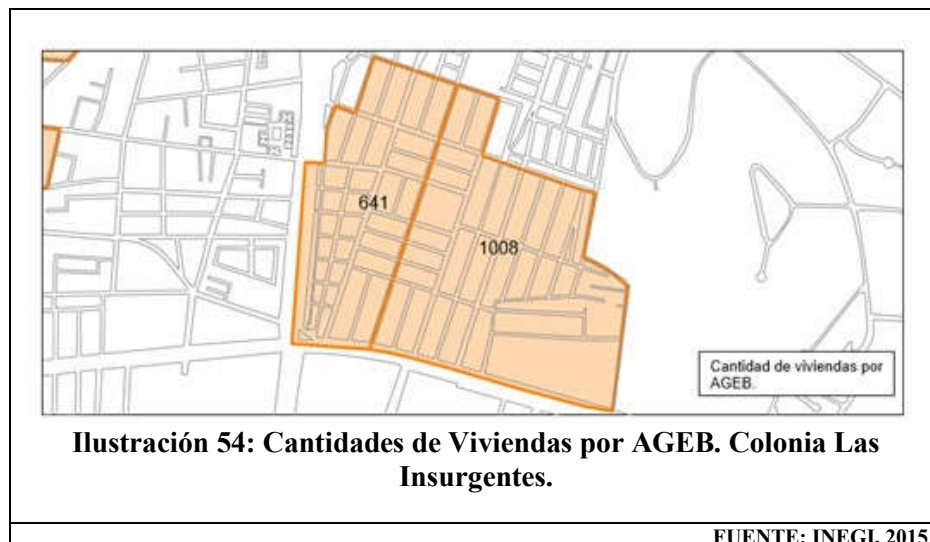 641
1008
Cantidad de viviendas por
AGEB.
Ilustración 54: Cantidades de Viviendas por AGEB. Colonia Las
Insurgentes.
FUENTE: INEGI, 2015